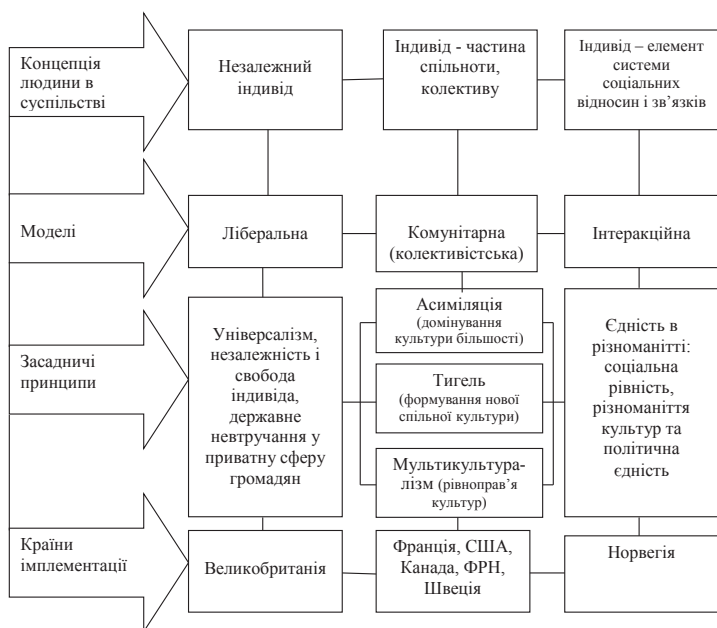 Концепція
людини в
суспільстві
Незалежний
індивід
Індивід - частина
спільноти,
колективу
Індивід – елемент
системи
соціальних
відносин і зв’язків
Моделі
Ліберальна
Комунітарна
(колективістська)
Інтеракційна
Засадничі
принципи
Універсалізм,
незалежність і
свобода
індивіда,
державне
невтручання у
приватну сферу
громадян
Асиміляція
(домінування
культури більшості)
Тигель
(формування нової
спільної культури)
Мультикультура-
лізм (рівноправ’я
культур)
Єдність в
різноманітті:
соціальна
рівність,
різноманіття
культур та
політична
єдність
Країни
імплементації
Великобританія
Франція, США,
Канада, ФРН,
Швеція
Норвегія